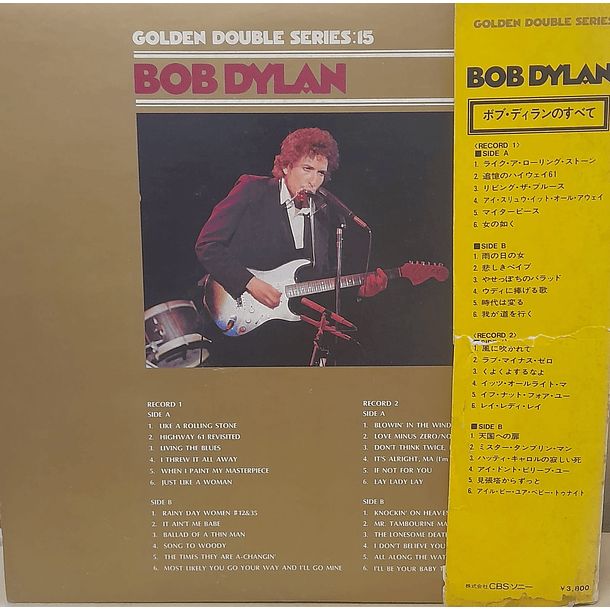 GOLDEN DOUBLE SERIES:15
BOB DYLAN
RECORD 1
SIDE A
1. LIKE A ROLLING STONE
2. HIGHWAY 61 REVISITED
3. LIVING THE BLUES
4. I THREW IT ALL AWAY
5. WHEN I PAINT MY MASTERPIECE
6. JUST LIKE A WOMAN
SIDE B
1. RAINY DAY WOMEN #12&35
2. IT AIN'T ME BABE
3. BALLAD OF A THIN MAN
4. SONG TO WOODY
5. THE TIMES THEY ARE A-CHANGIN'
6. MOST LIKELY YOU GO YOUR WAY AND I'LL GO MINE
RECORD 2
SIDE A
1. BLOWIN' IN THE WIND
2. LOVE MINUS ZERO/NO
3. DON'T THINK TWICE,
4. IT'S ALRIGHT, MA (I'm
5. IF NOT FOR YOU
6. LAY LADY LAY
SIDE B
1. KNOCKIN' ON HEAVEN
2. MR. TAMBOURINE MA
3. THE LONESOME DEATH
4. I DON'T BELIEVE YOU
5. ALL ALONG THE WAT
6. I'LL BE YOUR BABY T
GOLDEN DOUBLE SERIES
BOB DYLAN
ボブ・ディランのすべて
〈RECORD 1〉
■SIDE A
1. ライク・ア・ローリング・ストーン
2. 追憶のハイウェイ61
3. リビング・ザ・ブルース
4. アイ・スリュウ・イット・オール・アウェイ
5. マイターピース
6. 女の如く
■SIDE B
1. 雨の日の女
2. 悲しきベイブ
3. やせっぽちのバラッド
4. ウディに捧げる歌
5. 時代は変る
6. 我が道を行く
〈RECORD 2〉
1. 風に吹かれて
2. ラブ・マイナス・ゼロ
3. くよくよするなよ
4. イッツ・オールライト・マ
5. イフ・ナット・フォア・ユー
6. レイ・レディ・レイ
■SIDE B
1. 天国への扉
2. ミスター・タンブリン・マン
3. ハッティ・キャロルの寂しい死
4. アイ・ドント・ビリーブ・ユー
5. 見張塔からずっと
6. アイル・ビー・ユア・ベビー・トゥナイト
株式会社CBSソニー
¥3,800